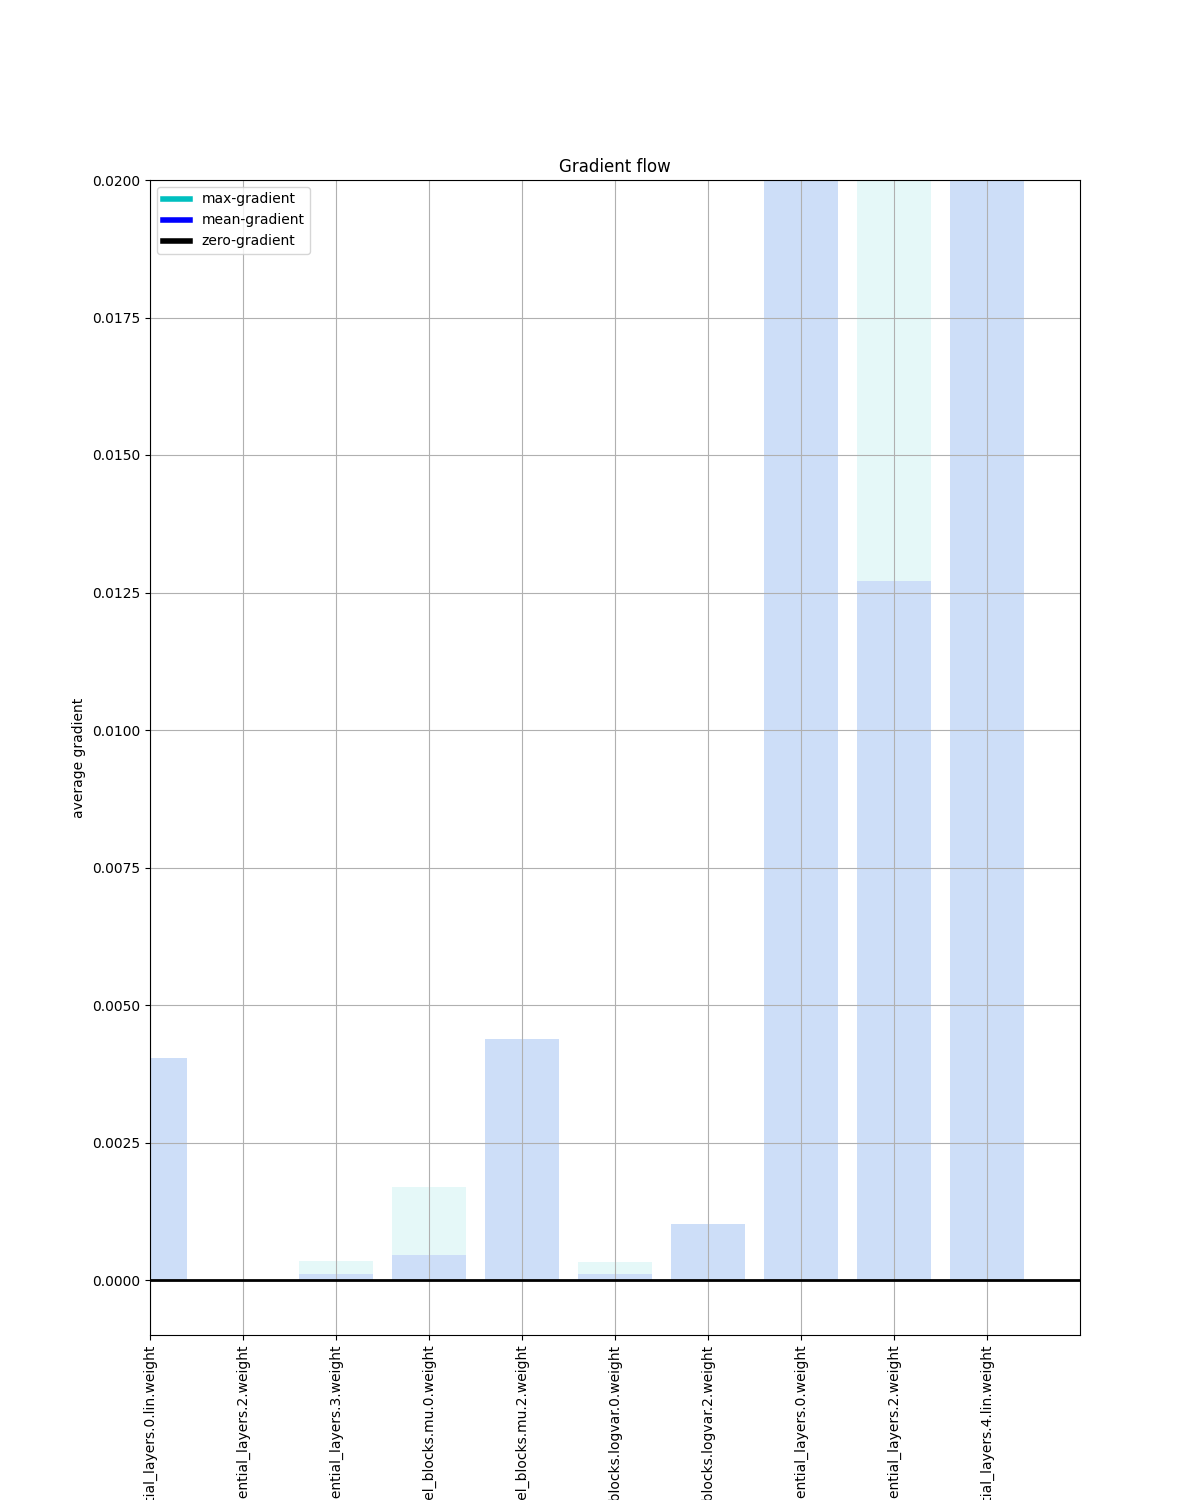 Gradient flow
max-gradient
mean-gradient
zero-gradient
0.0200
0.0175
0.0150
0.0125
0.0100
0.0075
0.0050
0.0025
0.0000
average gradient
tial_layers.0.lin.weight
ential_layers.2.weight
ential_layers.3.weight
el_blocks.mu.0.weight
el_blocks.mu.2.weight
blocks.logvar.0.weight
blocks.logvar.2.weight
ential_layers.0.weight
ential_layers.2.weight
tial_layers.4.lin.weight